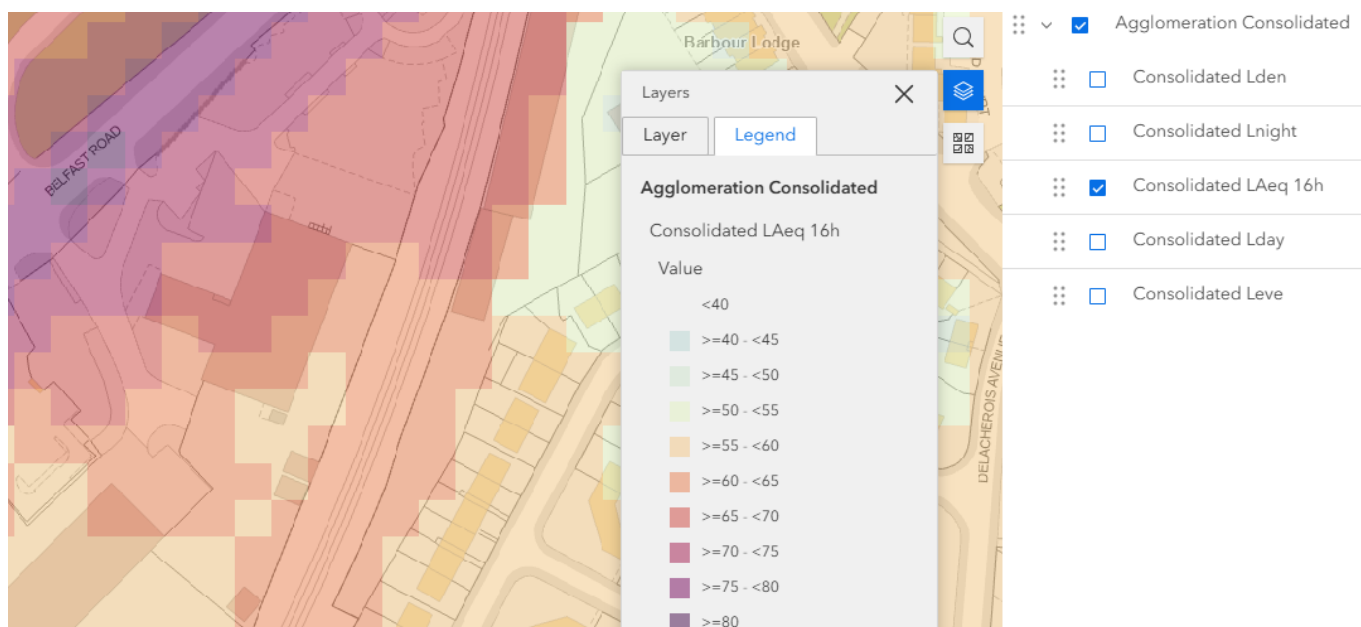 Barbour Lodge
BELFAST ROAD
DELACHEROIS AVENUE
Layers
Layer
Legend
Agglomeration Consolidated
Consolidated LAeq 16h
Value
<40
>=40 - <45
>=45 - <50
>=50 - <55
>=55 - <60
>=60 - <65
>=65 - <70
>=70 - <75
>=75 - <80
>=80
Agglomeration Consolidated
Consolidated Lden
Consolidated Lnight
Consolidated LAeq 16h
Consolidated Lday
Consolidated Leve